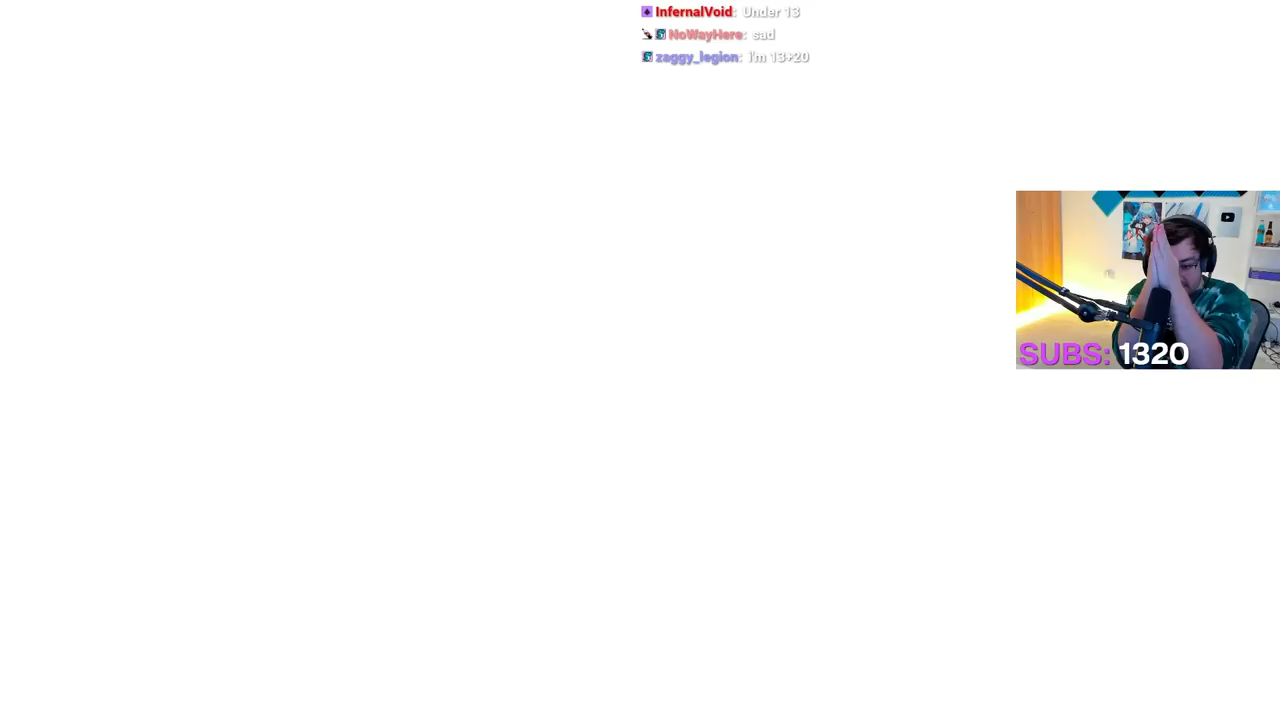 InfernalVoid: Under 13
NoWayHere: sad
zaggy_legion: i'm 13+20
SUBS: 1320